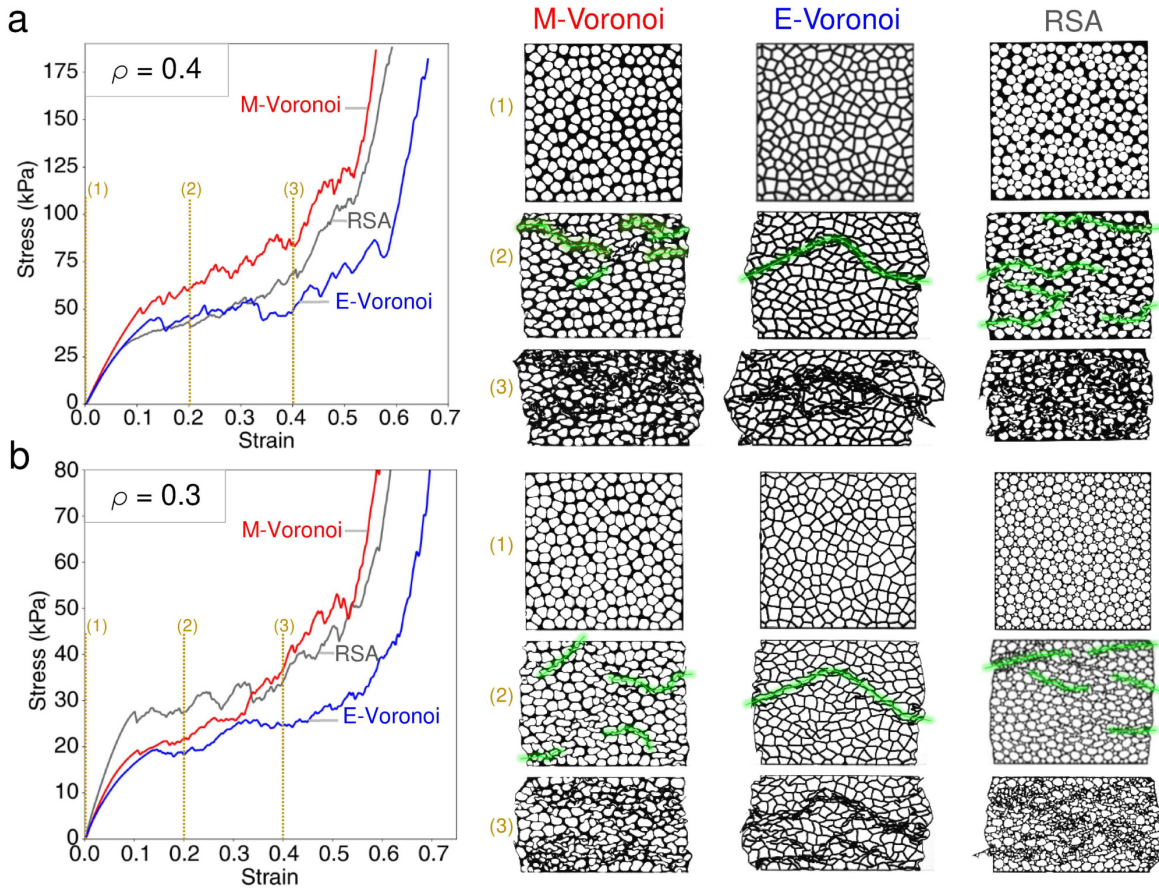 a
ρ = 0.4
M-Voronoi
RSA
E-Voronoi
(1)
(2)
(3)
Stress (kPa)
175
150
125
100
75
50
25
0
0.0 0.1 0.2 0.3 0.4 0.5 0.6 0.7
Strain
M-Voronoi E-Voronoi RSA
(1)
(2)
(3)
b
ρ = 0.3
M-Voronoi
RSA
E-Voronoi
(1)
(2)
(3)
Stress (kPa)
80
70
60
50
40
30
20
10
0
0.0 0.1 0.2 0.3 0.4 0.5 0.6 0.7
Strain
(1)
(2)
(3)